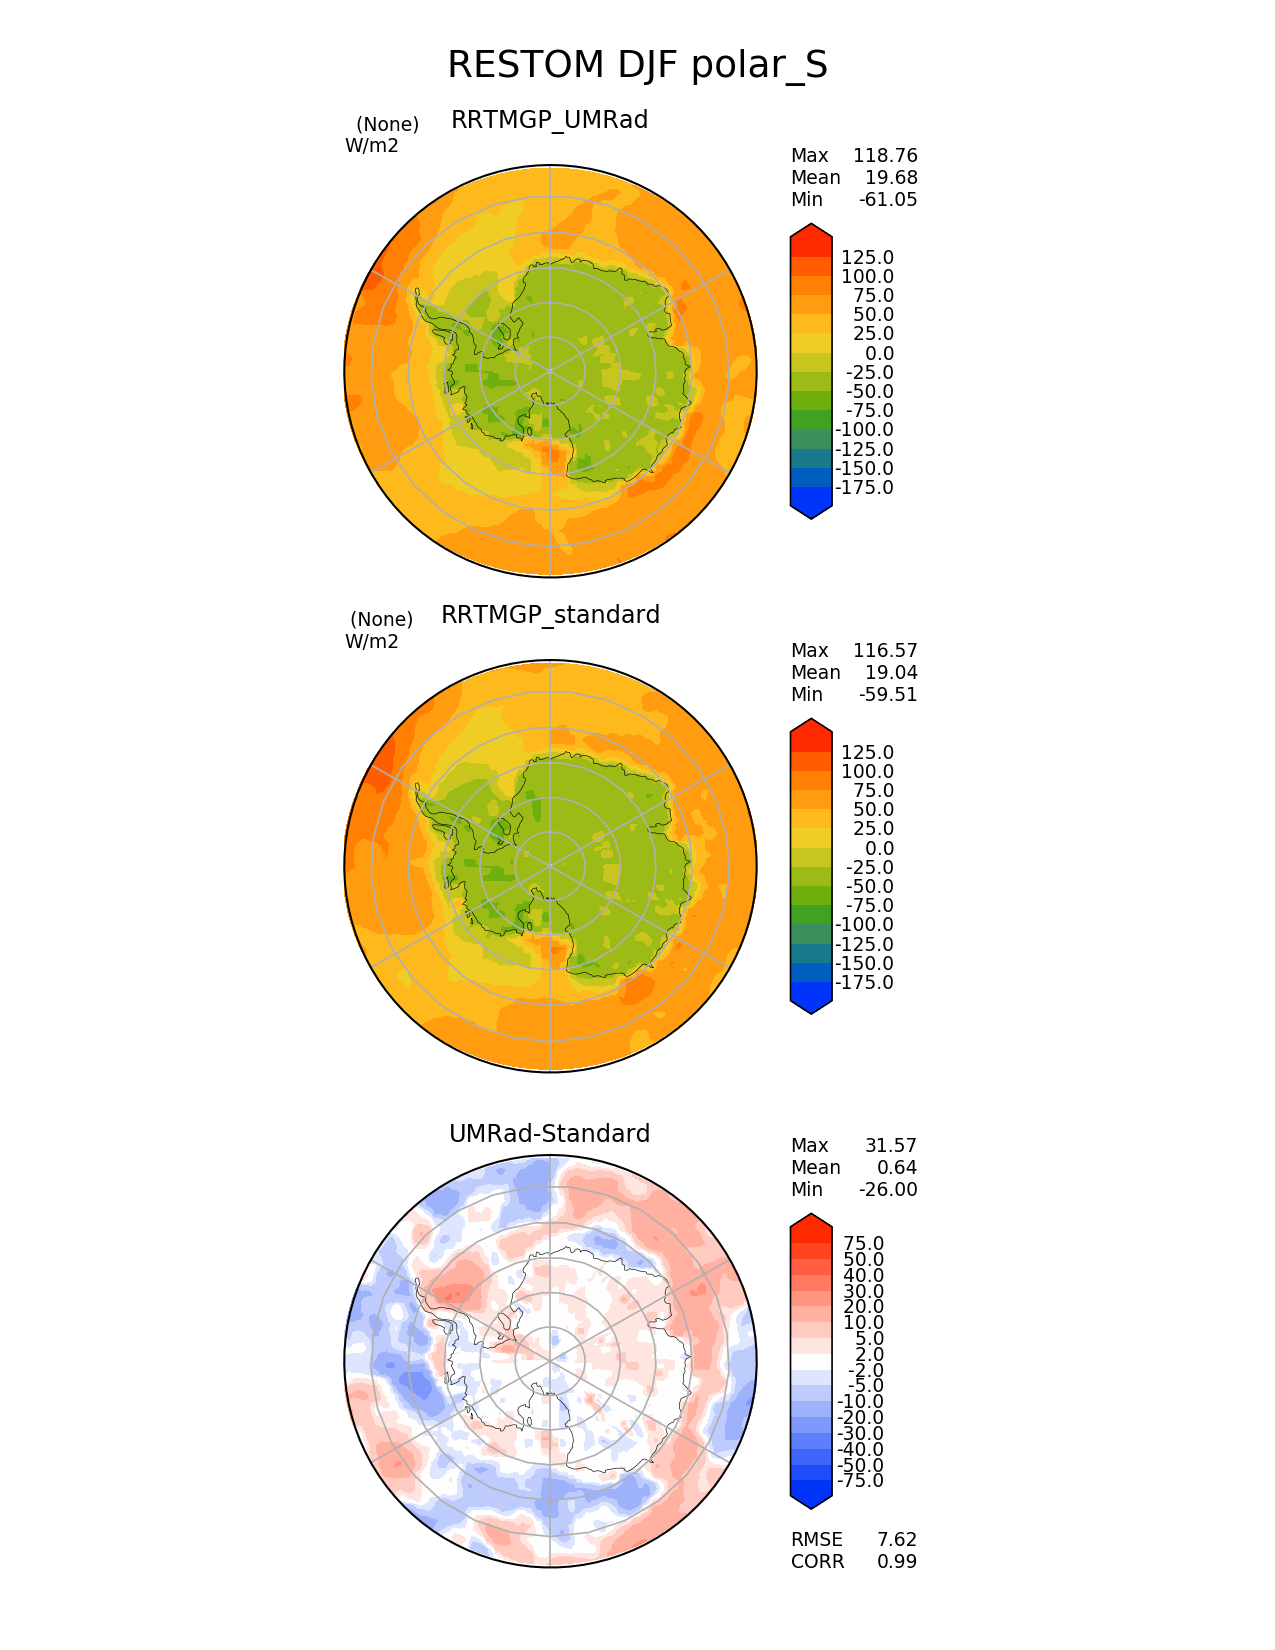 RESTOM DJF polar_S
(None) RRTMGP_UMRad
W/m2
Max 118.76
Mean 19.68
Min -61.05
125.0
100.0
75.0
50.0
25.0
0.0
-25.0
-50.0
-75.0
-100.0
-125.0
-150.0
-175.0
(None) RRTMGP_standard
W/m2
Max 116.57
Mean 19.04
Min -59.51
125.0
100.0
75.0
50.0
25.0
0.0
-25.0
-50.0
-75.0
-100.0
-125.0
-150.0
-175.0
UMRad-Standard
Max 31.57
Mean 0.64
Min -26.00
75.0
50.0
40.0
30.0
20.0
10.0
5.0
2.0
-2.0
-5.0
-10.0
-20.0
-30.0
-40.0
-50.0
-75.0
RMSE 7.62
CORR 0.99